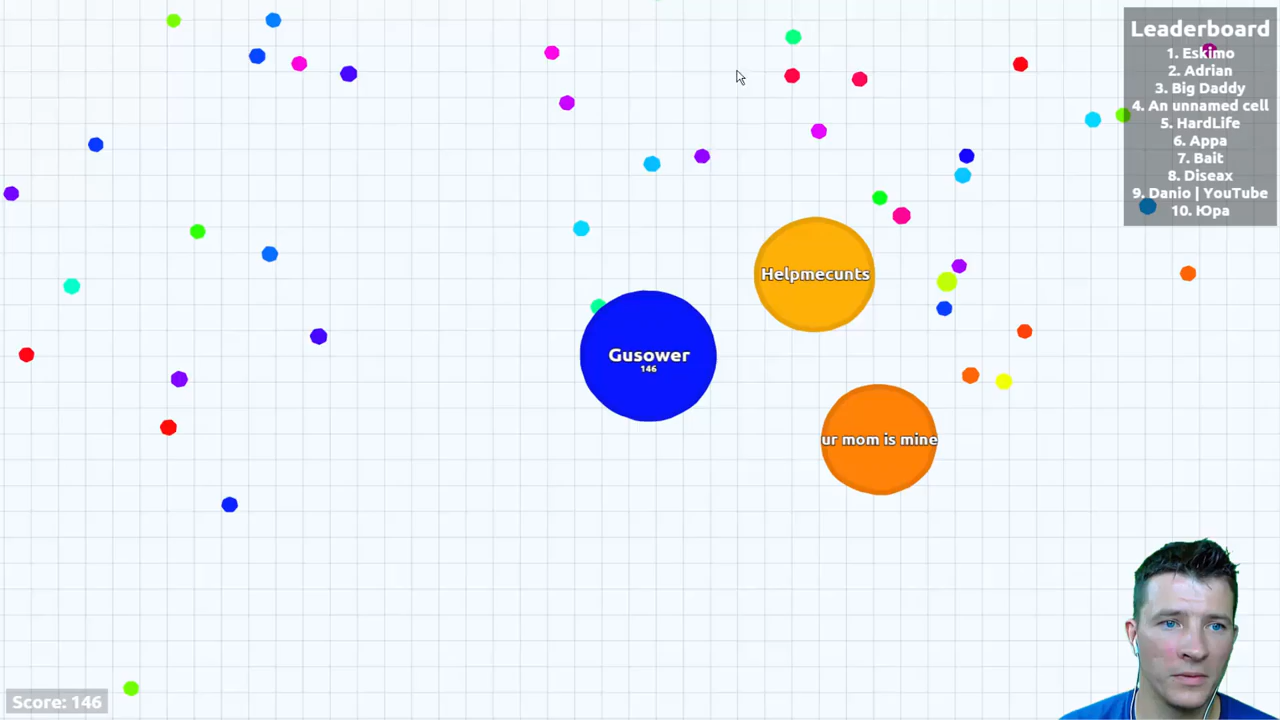 Leaderboard
1. Eskimo
2. Adrian
3. Big Daddy
4. An unnamed cell
5. HardLife
6. Appa
7. Bait
8. Diseax
9. Danio | YouTube
10. Юра
Helpmecunts
Gusower
146
ur mom is mine
Score: 146